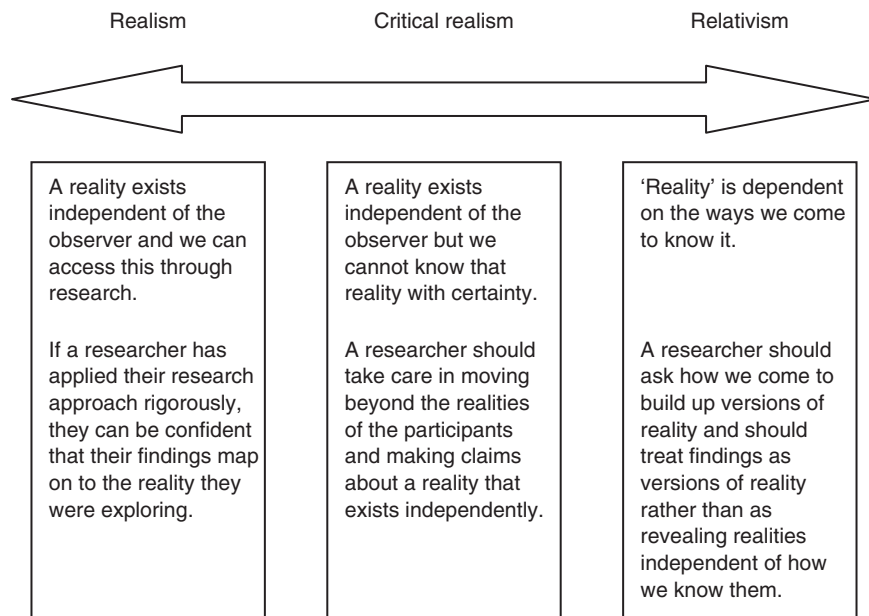 Realism
Critical realism
Relativism
A reality exists
independent of the
observer and we can
access this through
research.
If a researcher has
applied their research
approach rigorously,
they can be confident
that their findings map
on to the reality they
were exploring.
A reality exists
independent of the
observer but we
cannot know that
reality with certainty.
A researcher should
take care in moving
beyond the realities
of the participants
and making claims
about a reality that
exists independently.
‘Reality’ is dependent
on the ways we come
to know it.
A researcher should
ask how we come to
build up versions of
reality and should
treat findings as
versions of reality
rather than as
revealing realities
independent of how
we know them.